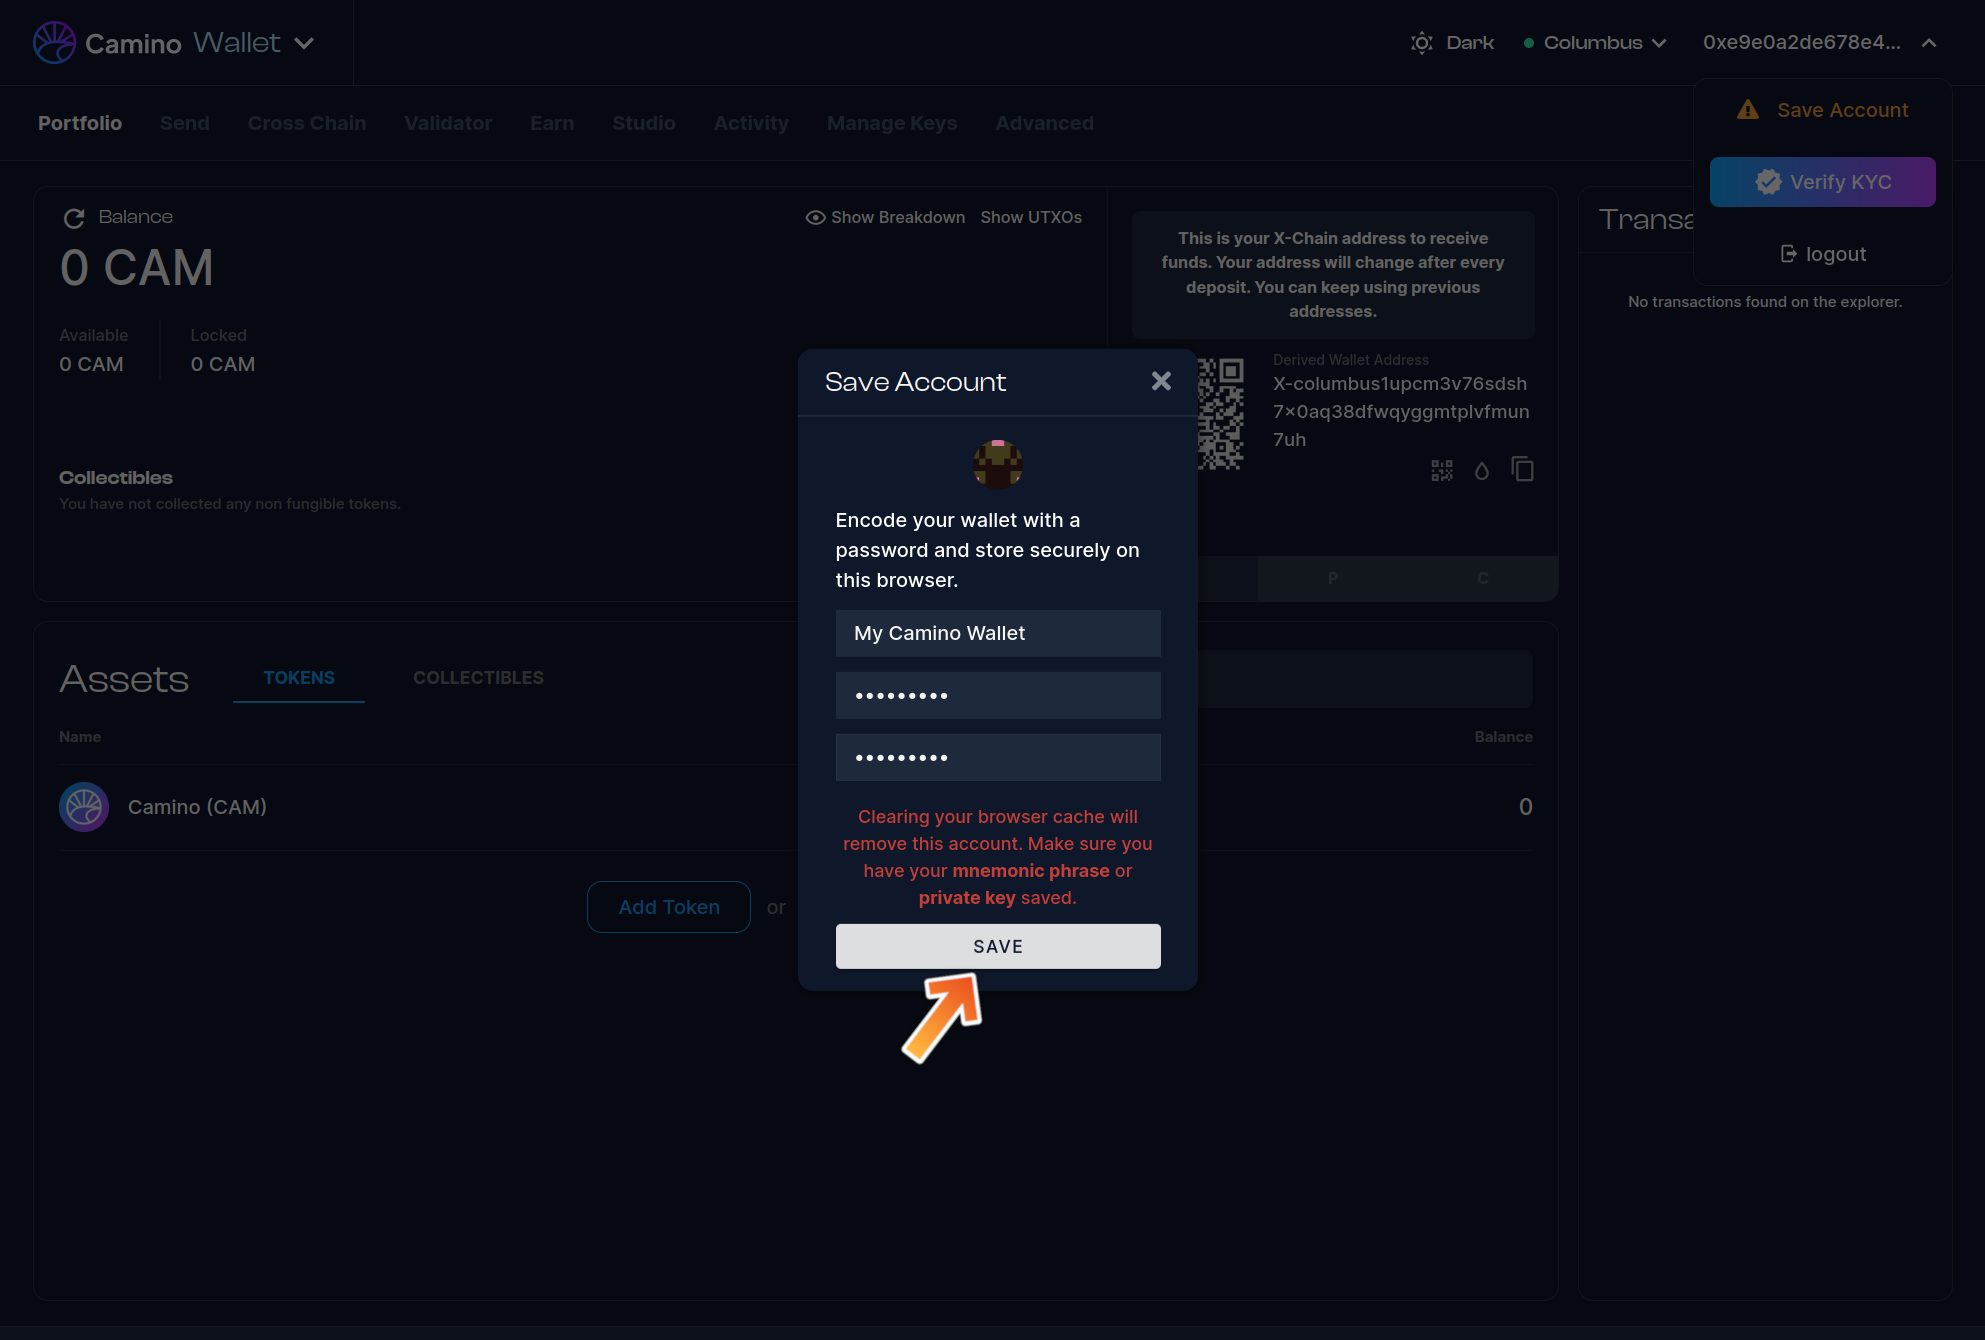 Camino Wallet
Dark
Columbus
0xe9e0a2de678e4...
Portfolio
Send
Cross Chain
Validator
Earn
Studio
Activity
Manage Keys
Advanced
Save Account
Verify KYC
logout
Balance
Show Breakdown
Show UTXOs
0 CAM
Available
Locked
0 CAM
0 CAM
Collectibles
You have not collected any non fungible tokens.
This is your X-Chain address to receive
funds. Your address will change after every
deposit. You can keep using previous
addresses.
Derived Wallet Address
X-columbus1upcm3v76sdsh
7x0aq38dfwqyggmtplvfmun
7uh
P
C
No transactions found on the explorer.
Save Account
Encode your wallet with a
password and store securely on
this browser.
My Camino Wallet
•••••••••
•••••••••
Clearing your browser cache will
remove this account. Make sure you
have your mnemonic phrase or
private key saved.
SAVE
Assets
TOKENS
COLLECTIBLES
Name
Balance
Camino (CAM)
0
Add Token
or